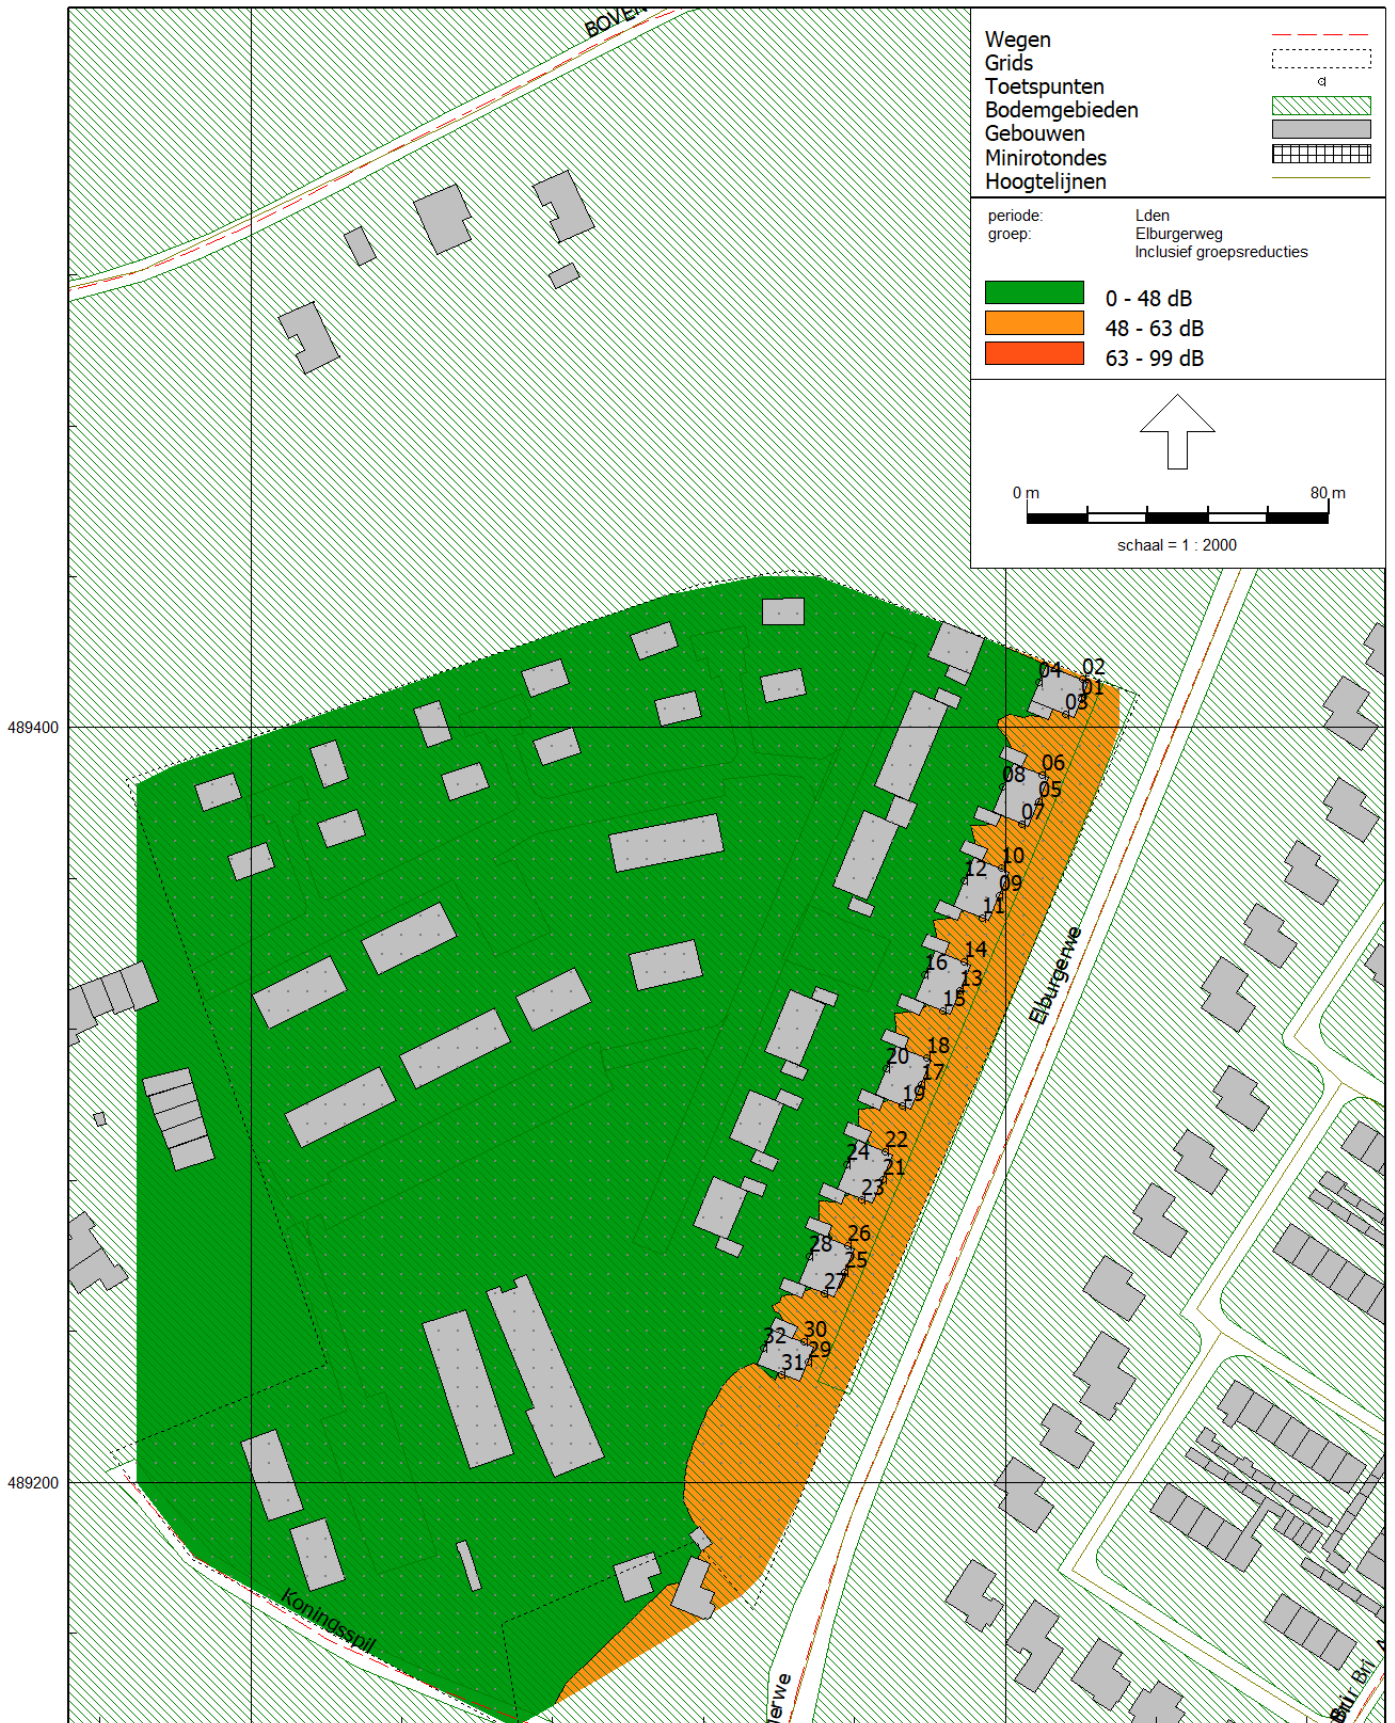 BOVEN
Wegen
Grids
Toetspunten
Bodemgebieden
Gebouwen
Minirotondes
Hoogtelijnen
periode: Lden
groep: Elburgerweg
Inclusief groepsreducties
0 - 48 dB
48 - 63 dB
63 - 99 dB
0 m 80 m
schaal = 1 : 2000
02
04
01
03
489400
06
08
05
07
10
12
09
11
14
16
13
15
Elburgerwe
18
20
17
19
22
24
21
23
26
28
25
27
30
32
29
31
489200
Koningsspil
erwe